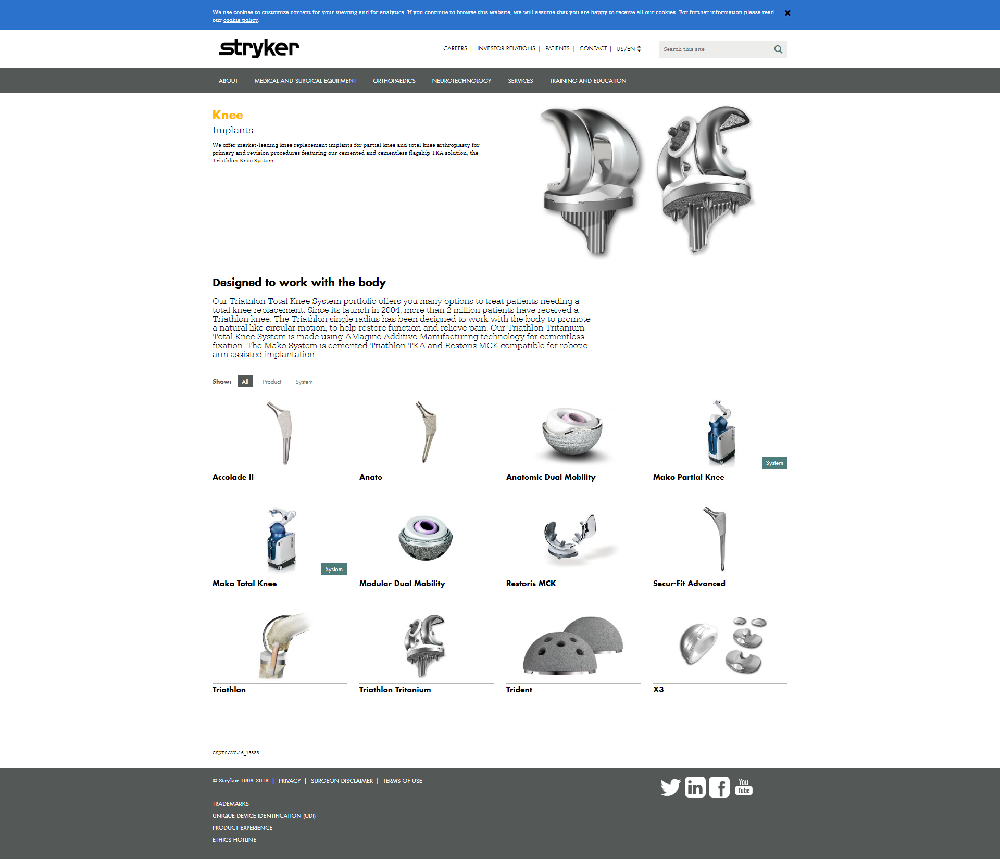 We use cookies to customize content for your viewing and for analytics. If you continue to browse this website, we will assume that you are happy to receive all our cookies. For further information please read
our cookie policy.
stryker
CAREERS | INVESTOR RELATIONS | PATIENTS | CONTACT | US/EN
Search this site
ABOUT MEDICAL AND SURGICAL EQUIPMENT ORTHOPAEDICS NEUROTECHNOLOGY SERVICES TRAINING AND EDUCATION
Knee
Implants
We offer market-leading knee replacement implants for partial knee and total knee arthroplasty for
primary and revision procedures featuring our cemented and cementless flagship TKA solution, the
Triathlon Knee System.
Designed to work with the body
Our Triathlon Total Knee System portfolio offers you many options to treat patients needing a
total knee replacement. Since its launch in 2004, more than 2 million patients have received a
Triathlon knee. The Triathlon single radius has been designed to work with the body to promote
a natural-like circular motion, to help restore function and relieve pain. Our Triathlon Tritanium
Total Knee System is made using AMagine Additive Manufacturing technology for cementless
fixation. The Mako System is cemented Triathlon TKA and Restoris MCK compatible for robotic-
arm assisted implantation.
Show: All Product System
stryker
System
Accolade II Anato Anatomic Dual Mobility Mako Partial Knee
stryker
System
Mako Total Knee Modular Dual Mobility Restoris MCK Secur-Fit Advanced
Triathlon Triathlon Tritanium Trident X3
GSNPS-WC-16_15385
© Stryker 1998-2018 | PRIVACY | SURGEON DISCLAIMER | TERMS OF USE
in f You Tube
TRADEMARKS
UNIQUE DEVICE IDENTIFICATION (UDI)
PRODUCT EXPERIENCE
ETHICS HOTLINE